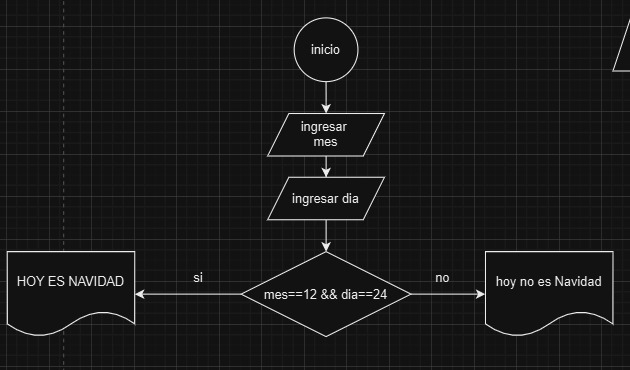 inicio
ingresar
mes
ingresar dia
si
no
HOY ES NAVIDAD
mes==12 && dia==24
hoy no es Navidad